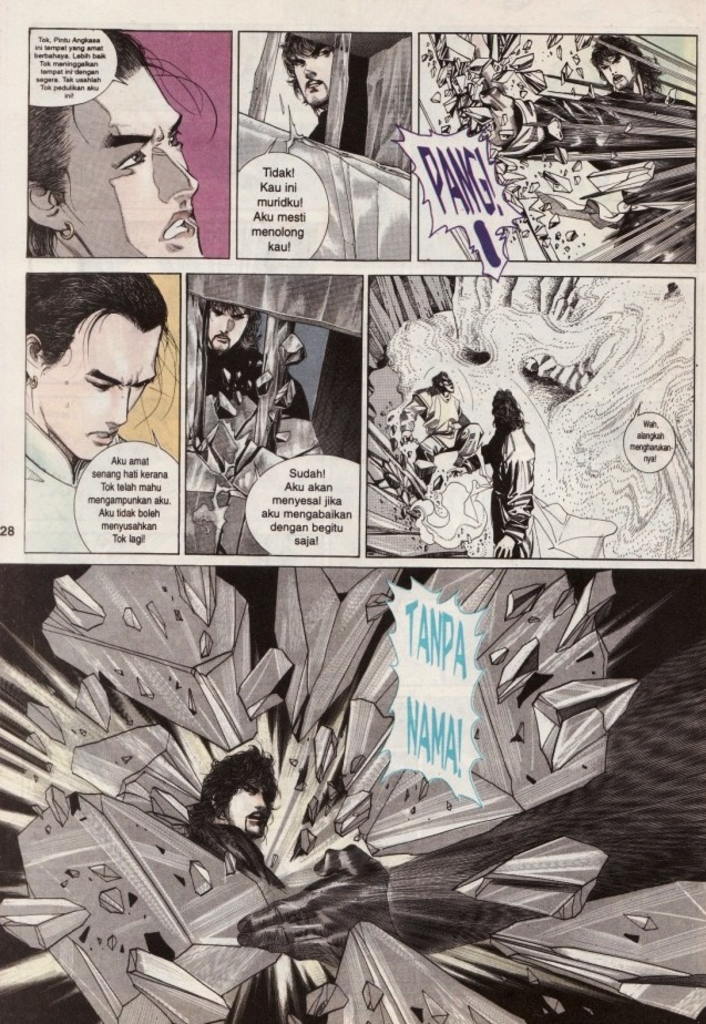 Tok, Pintu Angkasa
ini tempat yang amat
berbahaya. Lebih baik
Tok meninggalkan
tempat ini dengan
segera. Tak usahlah
Tok pedulikan aku
ini!
Tidak!
Kau ini
muridku!
Aku mesti
menolong
kau!
PANG!
!
Aku amat
senang hati kerana
Tok telah mahu
mengampunkan aku.
Aku tidak boleh
menyusahkan
Tok lagi!
Sudah!
Aku akan
menyesal jika
aku mengabaikan
dengan begitu
saja!
Wah,
alangkah
mengharukan-
nya!
28
TANPA
NAMA!